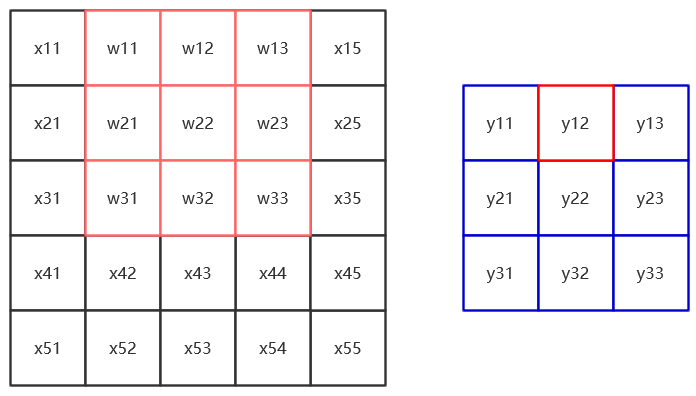 x11 w11 w12 w13 x15
x21 w21 w22 w23 x25
x31 w31 w32 w33 x35
x41 x42 x43 x44 x45
x51 x52 x53 x54 x55
y11 y12 y13
y21 y22 y23
y31 y32 y33